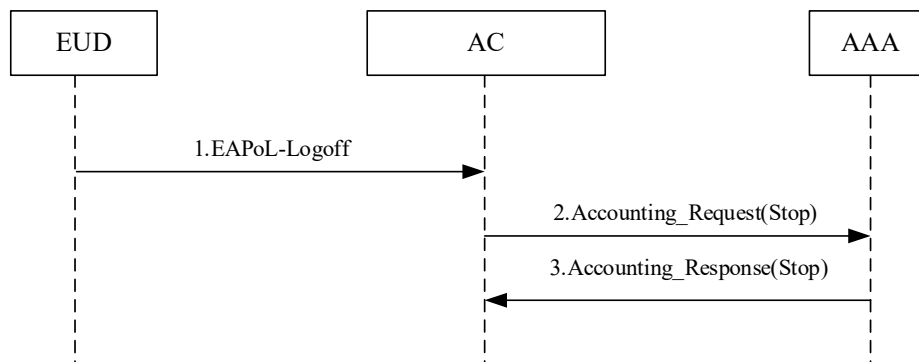 EUD
AC
AAA
1.EAPoL-Logoff
2.Accounting_Request(Stop)
3.Accounting_Response(Stop)